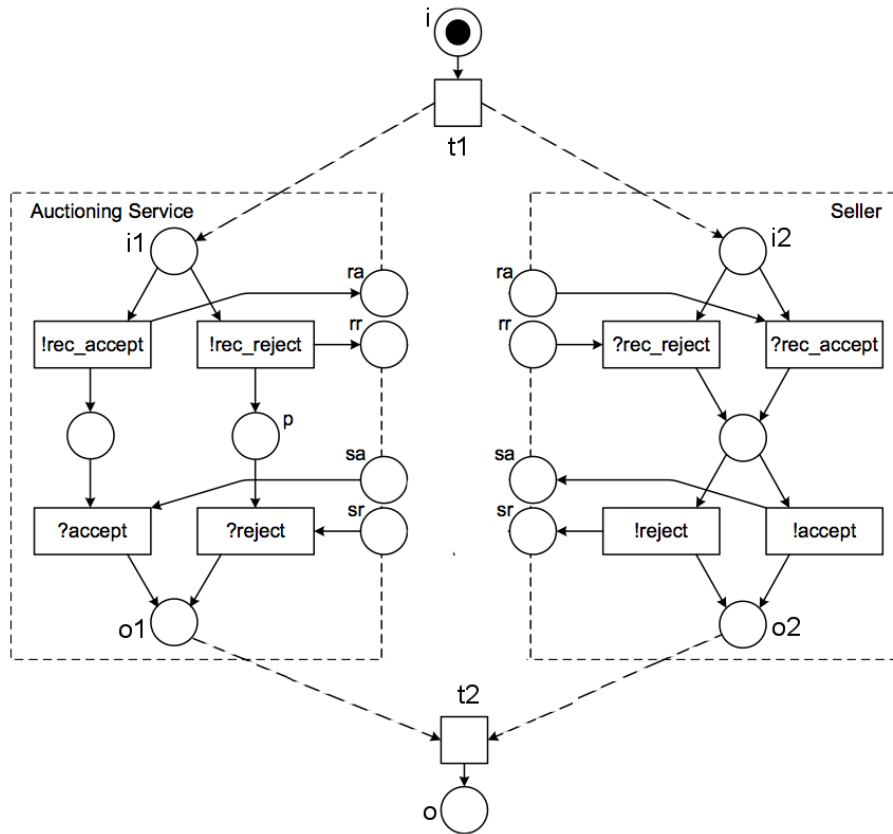 i
t1
Auctioning Service
Seller
i1
i2
ra
ra
rr
rr
!rec_accept
!rec_reject
?rec_reject
?rec_accept
p
sa
sa
sr
sr
?accept
?reject
!reject
!accept
o1
o2
t2
o